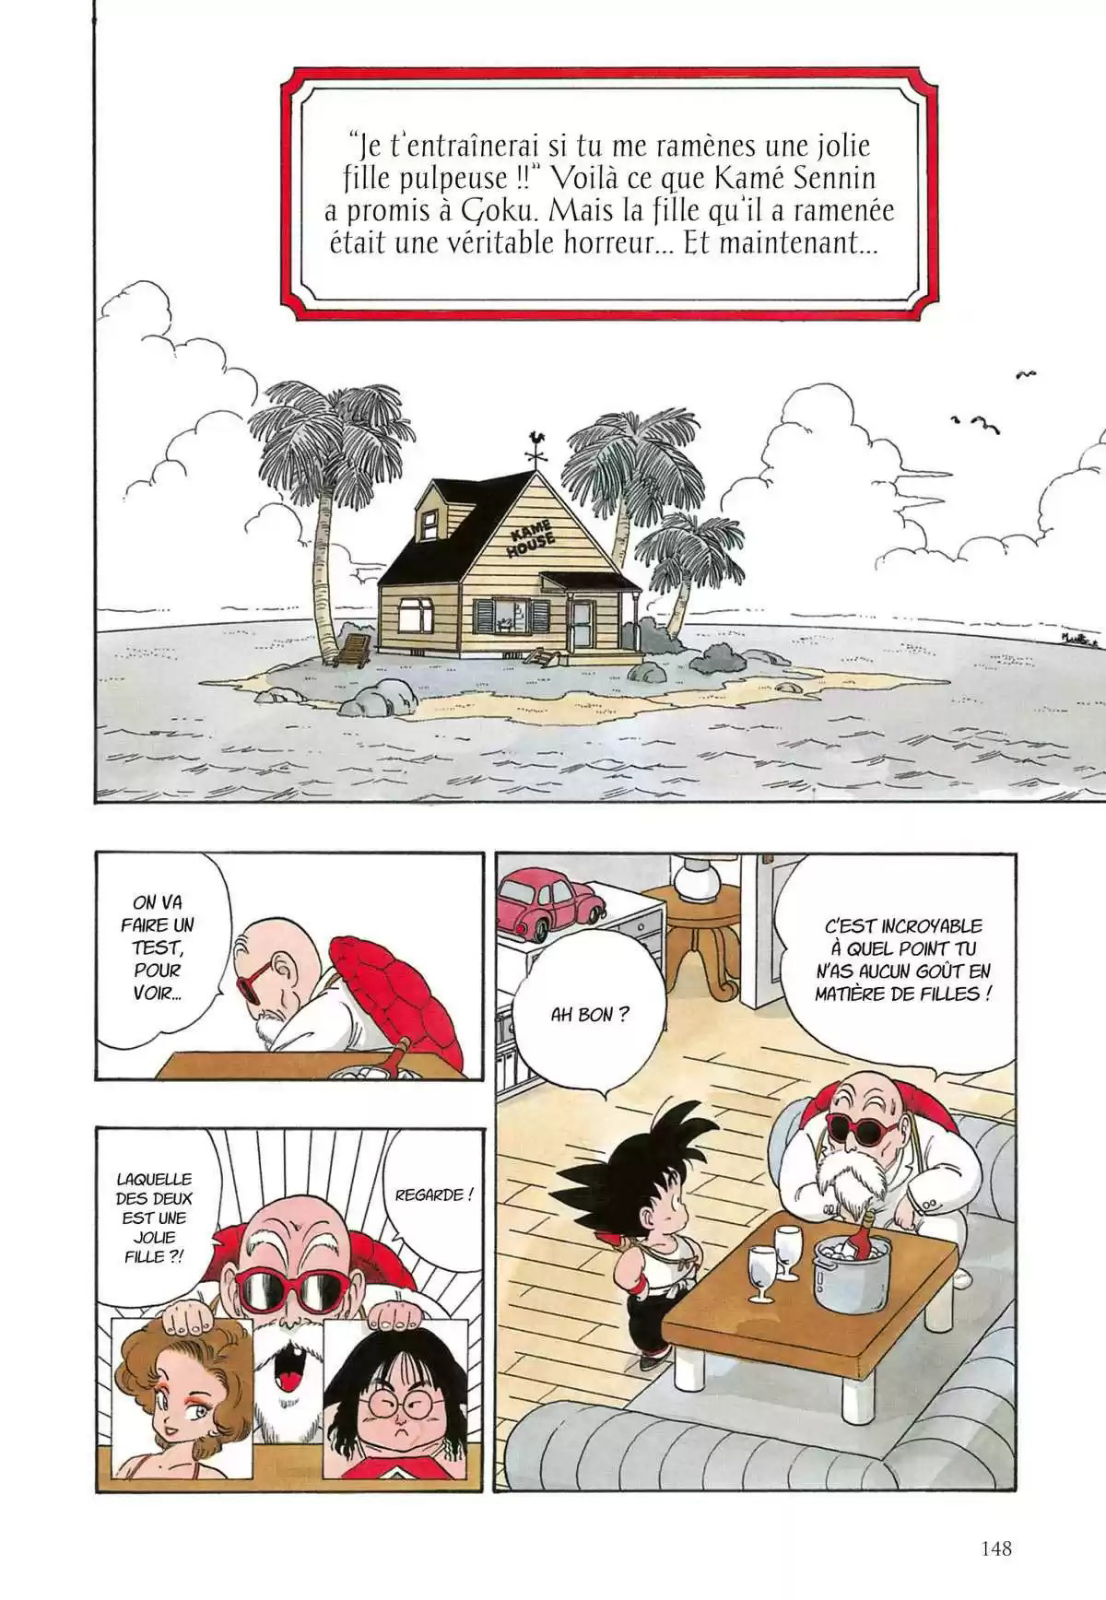 “Je t'entraînerai si tu me ramènes une jolie
fille pulpeuse !!” Voilà ce que Kamé Sennin
a promis à Goku. Mais la fille qu'il a ramenée
était une véritable horreur... Et maintenant...
KAME
HOUSE
C'EST INCROYABLE
À QUEL POINT TU
N'AS AUCUN GOÛT EN
MATIÈRE DE FILLES !
AH BON ?
ON VA
FAIRE UN
TEST,
POUR
VOIR...
REGARDE !
LAQUELLE
DES DEUX
EST UNE
JOLIE
FILLE ?!
148